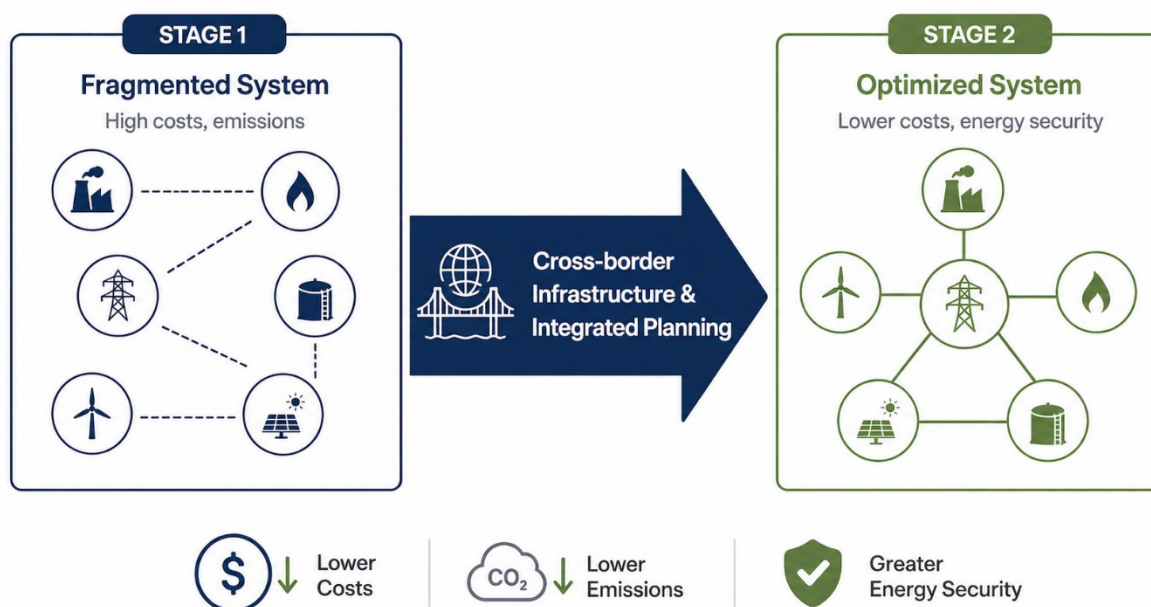 STAGE 1
Fragmented System
High costs, emissions
Cross-border
Infrastructure &
Integrated Planning
STAGE 2
Optimized System
Lower costs, energy security
$
Lower
Costs
CO₂
Lower
Emissions
Greater
Energy Security